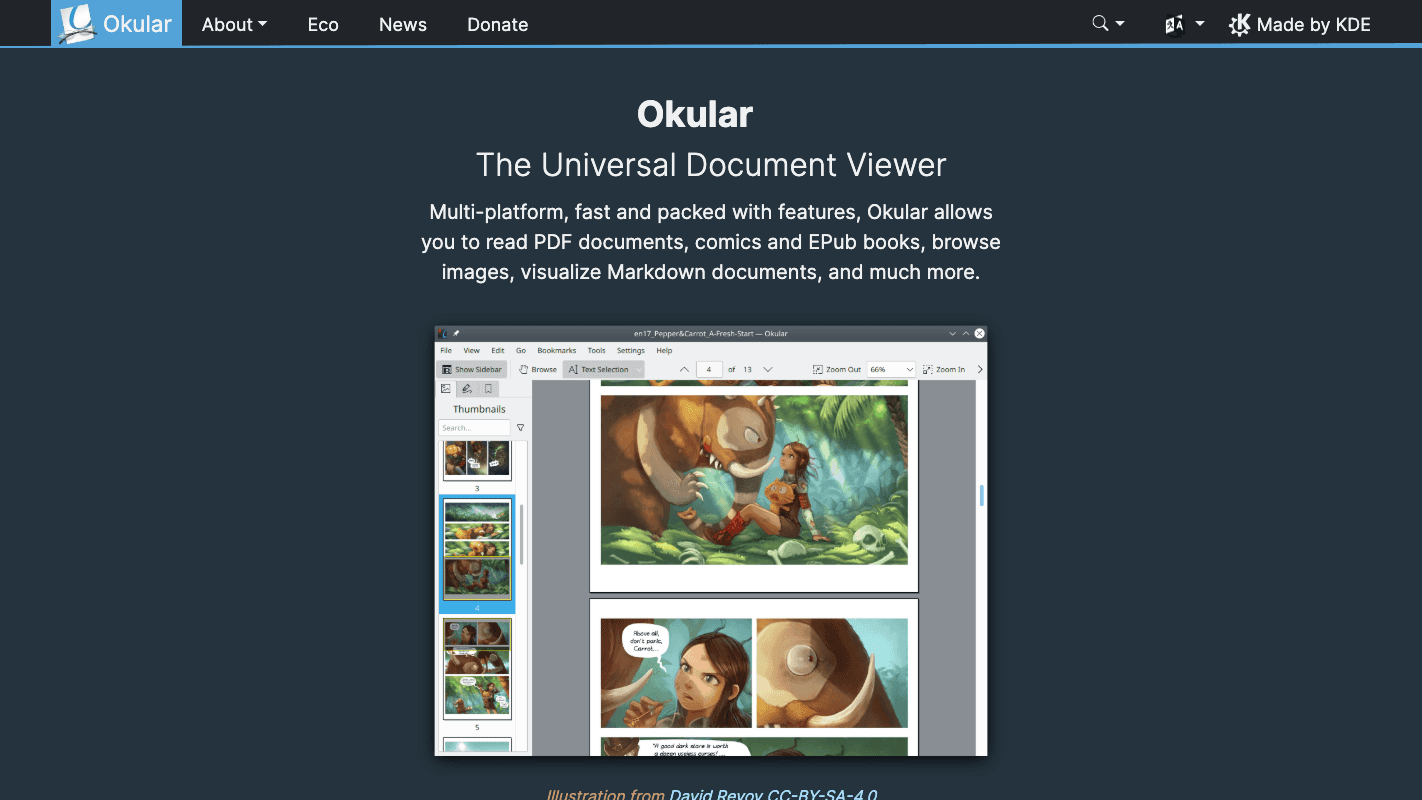 Okular
About
Eco
News
Donate
Made by KDE
Okular
The Universal Document Viewer
Multi-platform, fast and packed with features, Okular allows
you to read PDF documents, comics and EPub books, browse
images, visualize Markdown documents, and much more.
en17_Pepper&Carrot_A-Fresh-Start — Okular
File View Edit Go Bookmarks Tools Settings Help
Show Sidebar Browse Text Selection 4 of 13 Zoom Out 66% Zoom In
Thumbnails
Search...
3
4
5
Above all,
don't panic,
Carrot...
"A good dark stare is worth
a dozen useless curses!...
Illustration from David Revoy CC-BY-SA-4.0